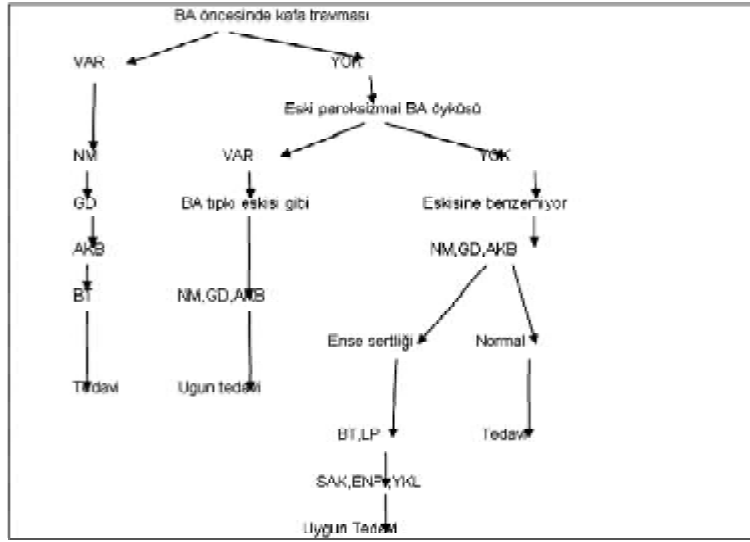 BA öncesinde kafa travması
VAR YOK
Eski paroksizmal BA öyküsü
NM VAR YOK
GD BA tıpkı eskisi gibi Eskisine benzemiyor
AKB NM,GD,AKB
BT NM,GD,AKB
Ense sertliği Normal
Tedavi Ugun tedavi
BT,LP Tedavi
SAK,ENF,YKL
Uygun Tedavi